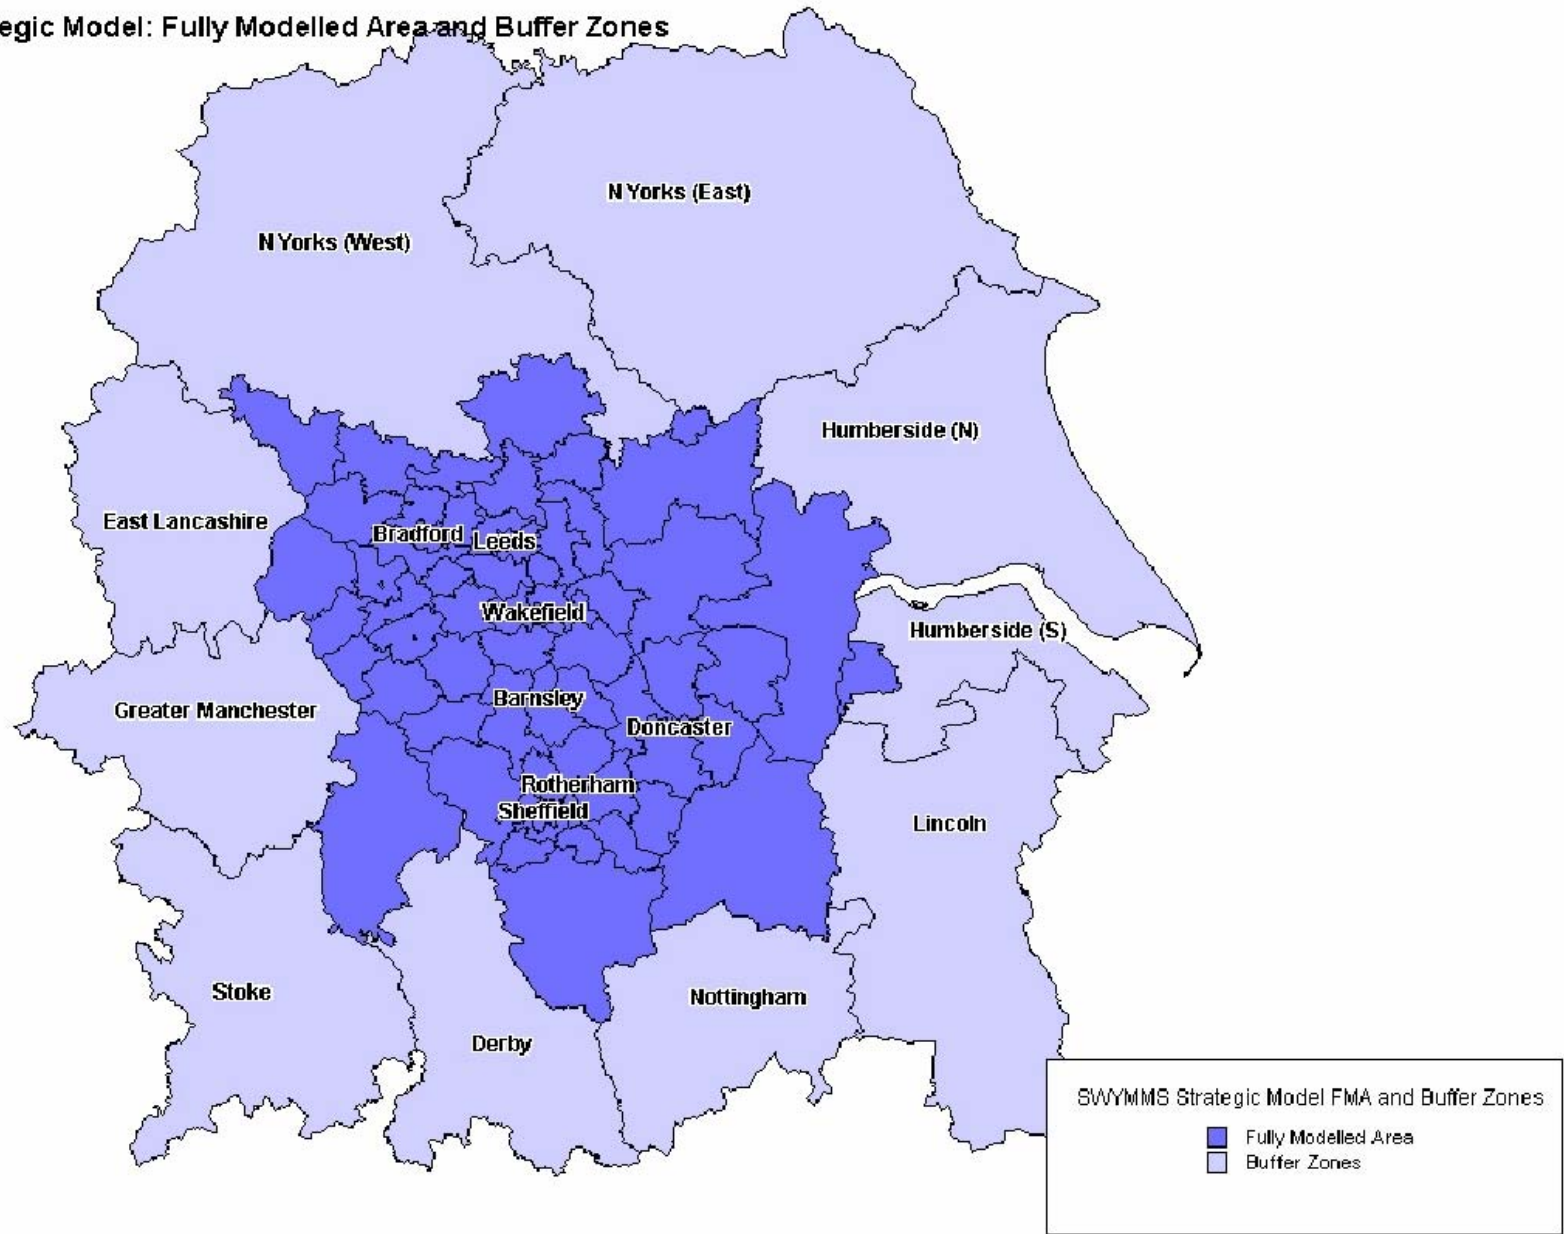 egic Model: Fully Modelled Area and Buffer Zones
N Yorks (East)
N Yorks (West)
Humberside (N)
East Lancashire
Bradford
Leeds
Wakefield
Humberside (S)
Barnsley
Greater Manchester
Doncaster
Rotherham
Sheffield
Lincoln
Stoke
Nottingham
Derby
SWYMMS Strategic Model FMA and Buffer Zones
Fully Modelled Area
Buffer Zones